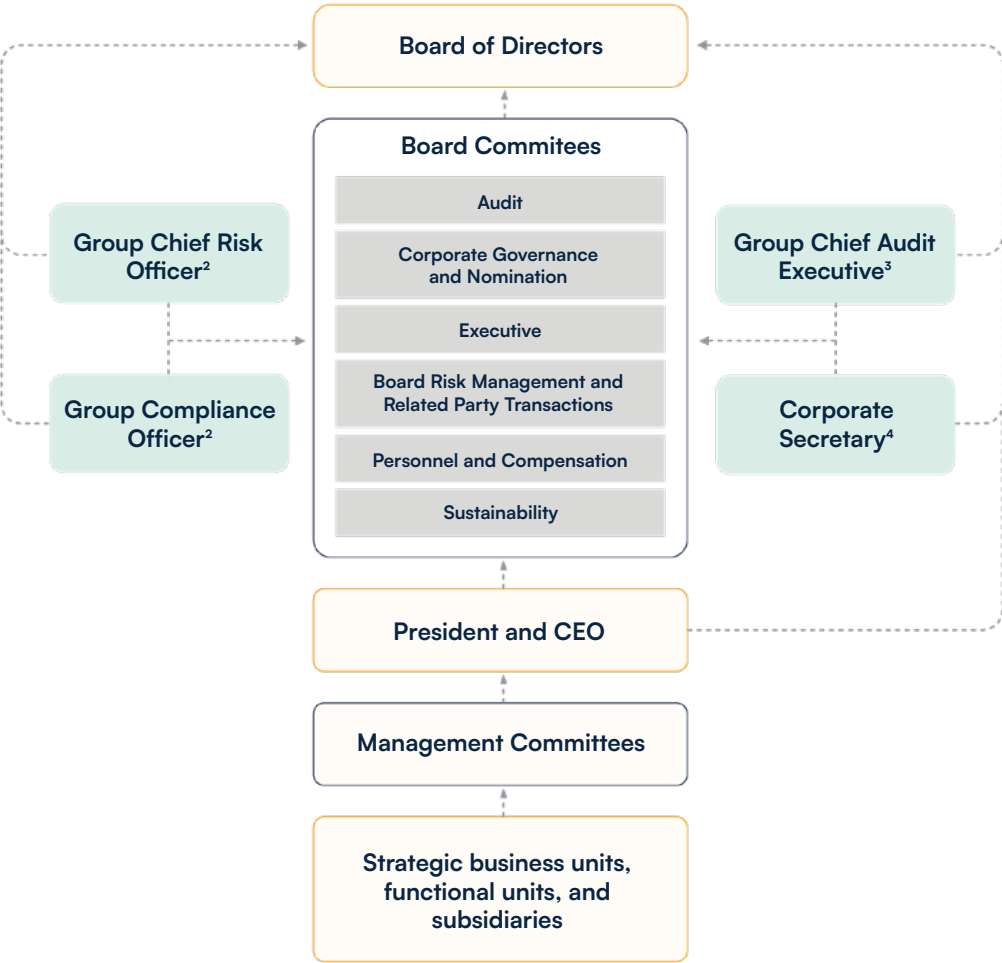 Board of Directors
Board Commitees
Audit
Corporate Governance
and Nomination
Executive
Board Risk Management and
Related Party Transactions
Personnel and Compensation
Sustainability
Group Chief Risk
Officer²
Group Compliance
Officer²
Group Chief Audit
Executive³
Corporate
Secretary⁴
President and CEO
Management Committees
Strategic business units,
functional units, and
subsidiaries